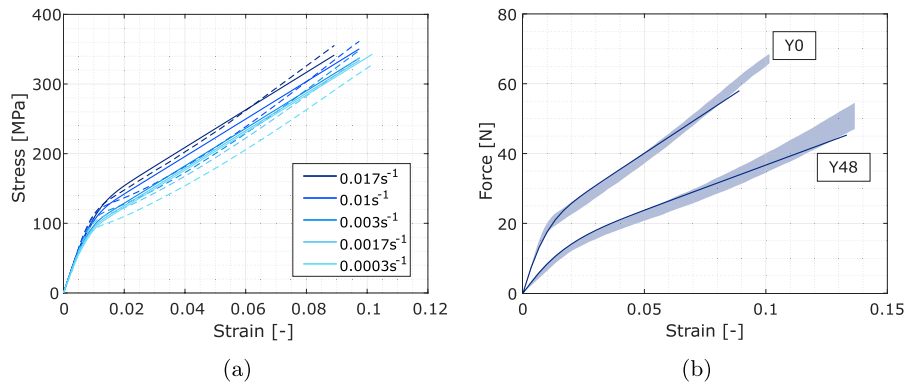 400
300
200
100
0
Stress [MPa]
0.017s⁻¹
0.01s⁻¹
0.003s⁻¹
0.0017s⁻¹
0.0003s⁻¹
0 0.02 0.04 0.06 0.08 0.1 0.12
Strain [-]
(a)
80
60
40
20
0
Force [N]
Y0
Y48
0 0.05 0.1 0.15
Strain [-]
(b)